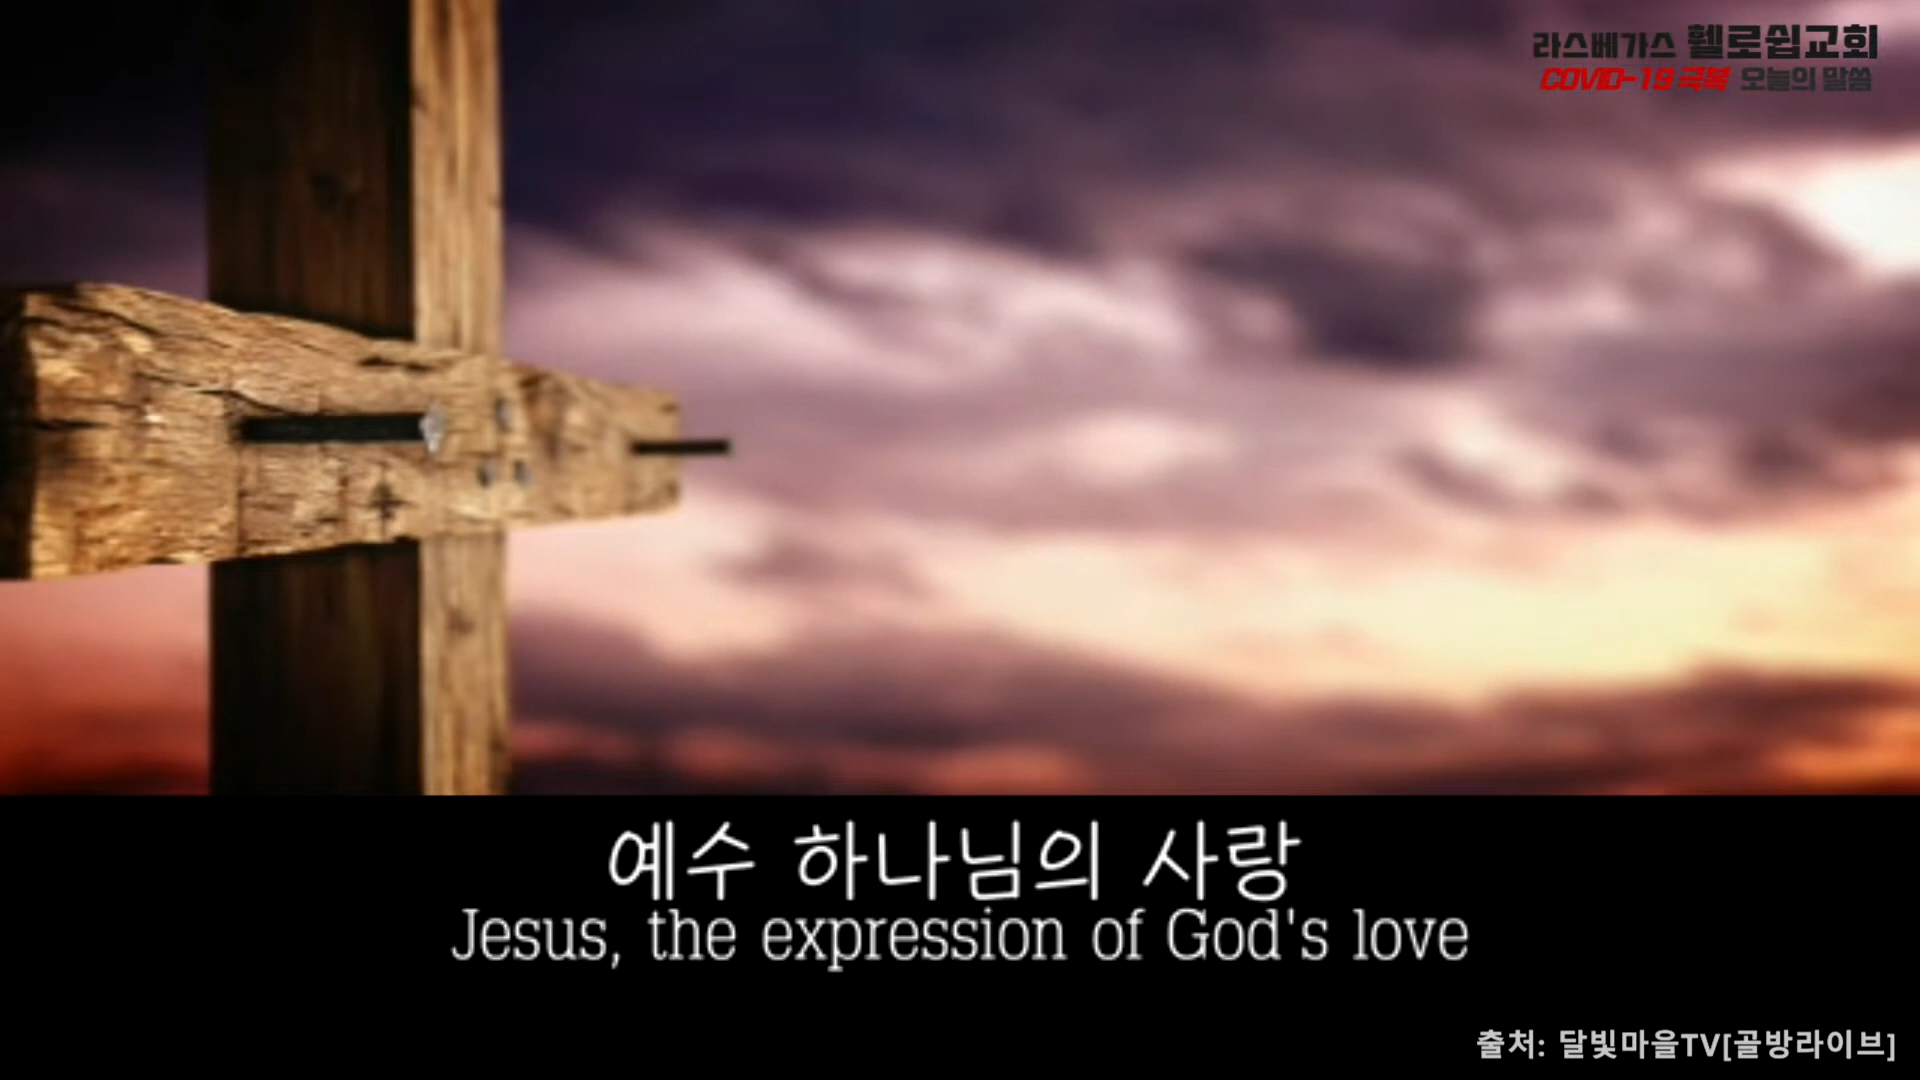 라스베가스 휄로쉽교회
COVID-19 극복 오늘의 말씀
예수 하나님의 사랑
Jesus, the expression of God's love
출처: 달빛마을TV[골방라이브]